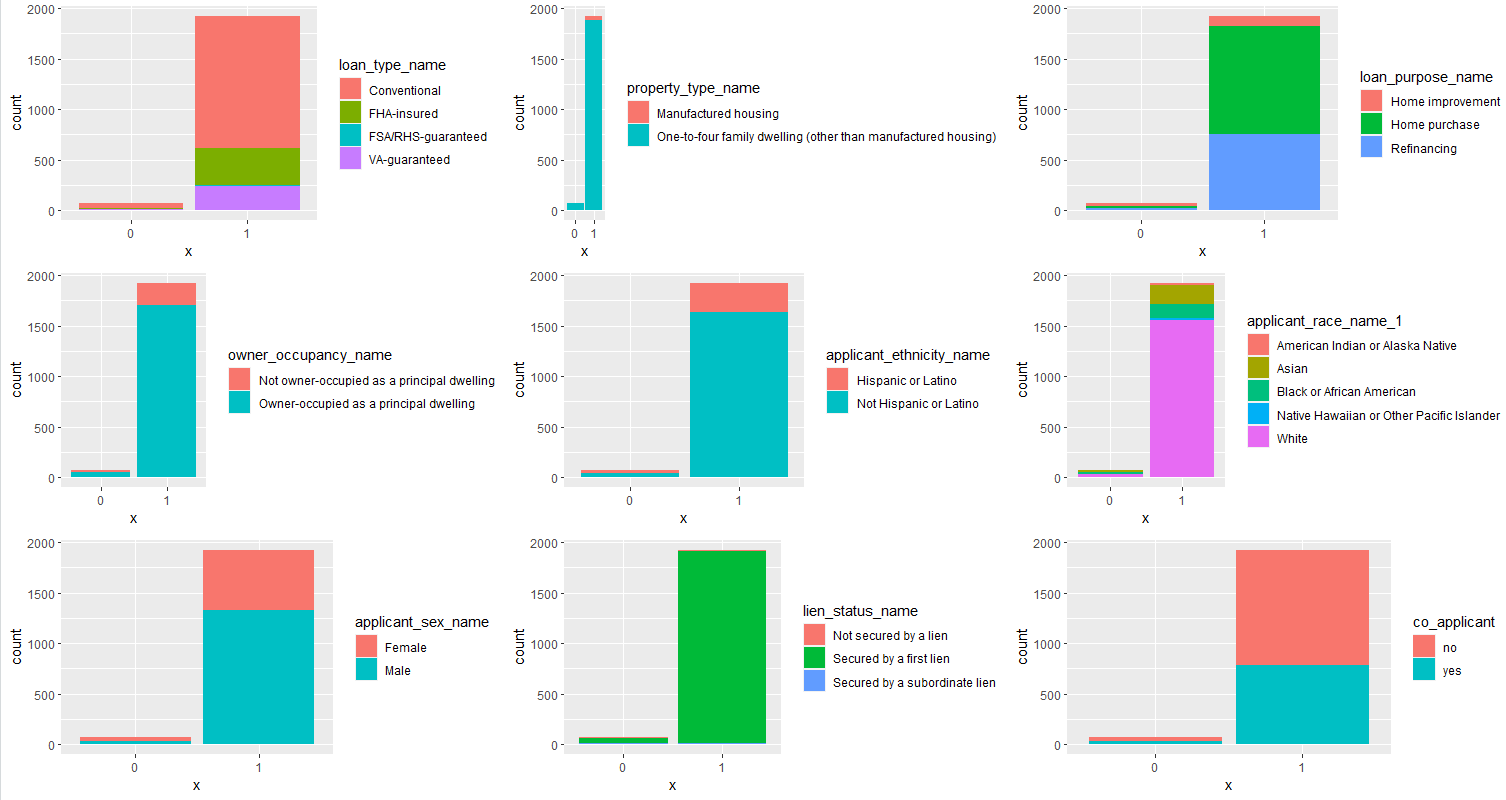 2000
1500
1000
500
0
count
0 1
x
loan_type_name
Conventional
FHA-insured
FSA/RHS-guaranteed
VA-guaranteed
2000
1500
1000
500
0
count
0 1
x
property_type_name
Manufactured housing
One-to-four family dwelling (other than manufactured housing)
2000
1500
1000
500
0
count
0 1
x
loan_purpose_name
Home improvement
Home purchase
Refinancing
2000
1500
1000
500
0
count
0 1
x
owner_occupancy_name
Not owner-occupied as a principal dwelling
Owner-occupied as a principal dwelling
2000
1500
1000
500
0
count
0 1
x
applicant_ethnicity_name
Hispanic or Latino
Not Hispanic or Latino
2000
1500
1000
500
0
count
0 1
x
applicant_race_name_1
American Indian or Alaska Native
Asian
Black or African American
Native Hawaiian or Other Pacific Islander
White
2000
1500
1000
500
0
count
0 1
x
applicant_sex_name
Female
Male
2000
1500
1000
500
0
count
0 1
x
lien_status_name
Not secured by a lien
Secured by a first lien
Secured by a subordinate lien
2000
1500
1000
500
0
count
0 1
x
co_applicant
no
yes